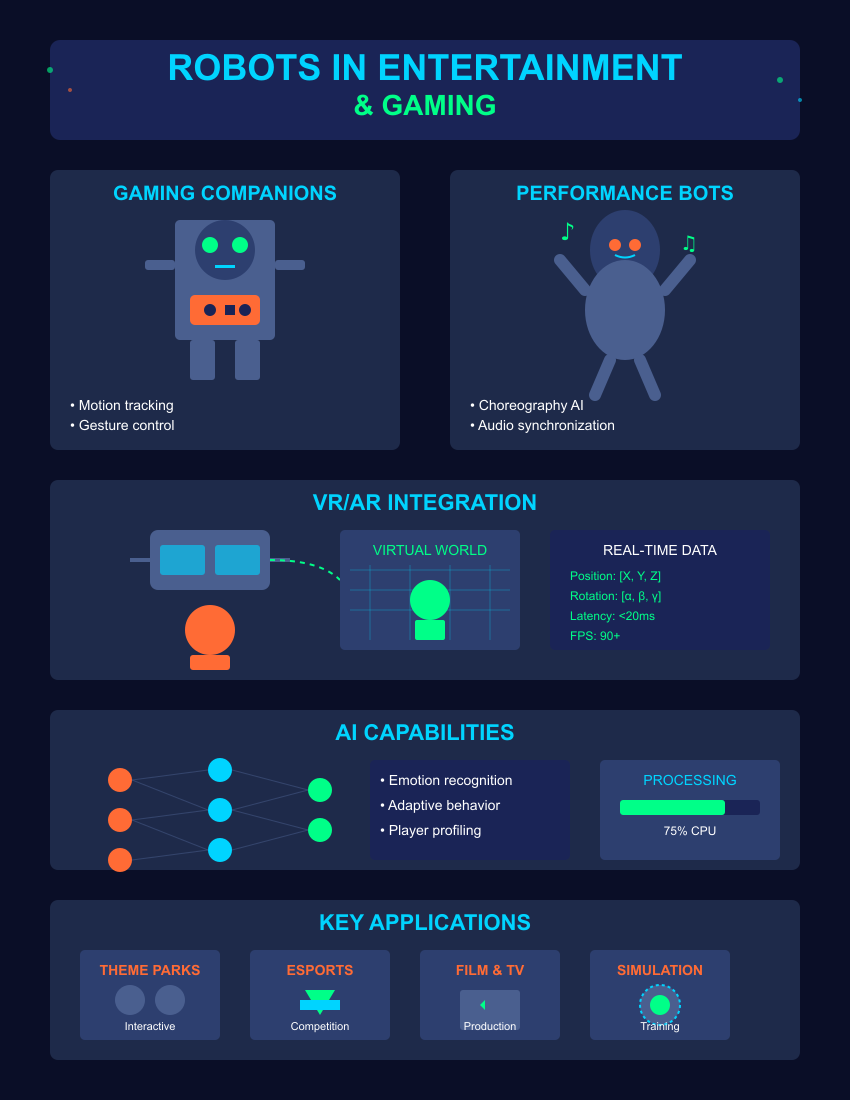 ROBOTS IN ENTERTAINMENT
& GAMING
GAMING COMPANIONS
• Motion tracking
• Gesture control
PERFORMANCE BOTS
♪
♫
• Choreography AI
• Audio synchronization
VR/AR INTEGRATION
VIRTUAL WORLD
REAL-TIME DATA
Position: [X, Y, Z]
Rotation: [α, β, γ]
Latency: <20ms
FPS: 90+
AI CAPABILITIES
• Emotion recognition
• Adaptive behavior
• Player profiling
PROCESSING
75% CPU
KEY APPLICATIONS
THEME PARKS
Interactive
ESPORTS
Competition
FILM & TV
Production
SIMULATION
Training